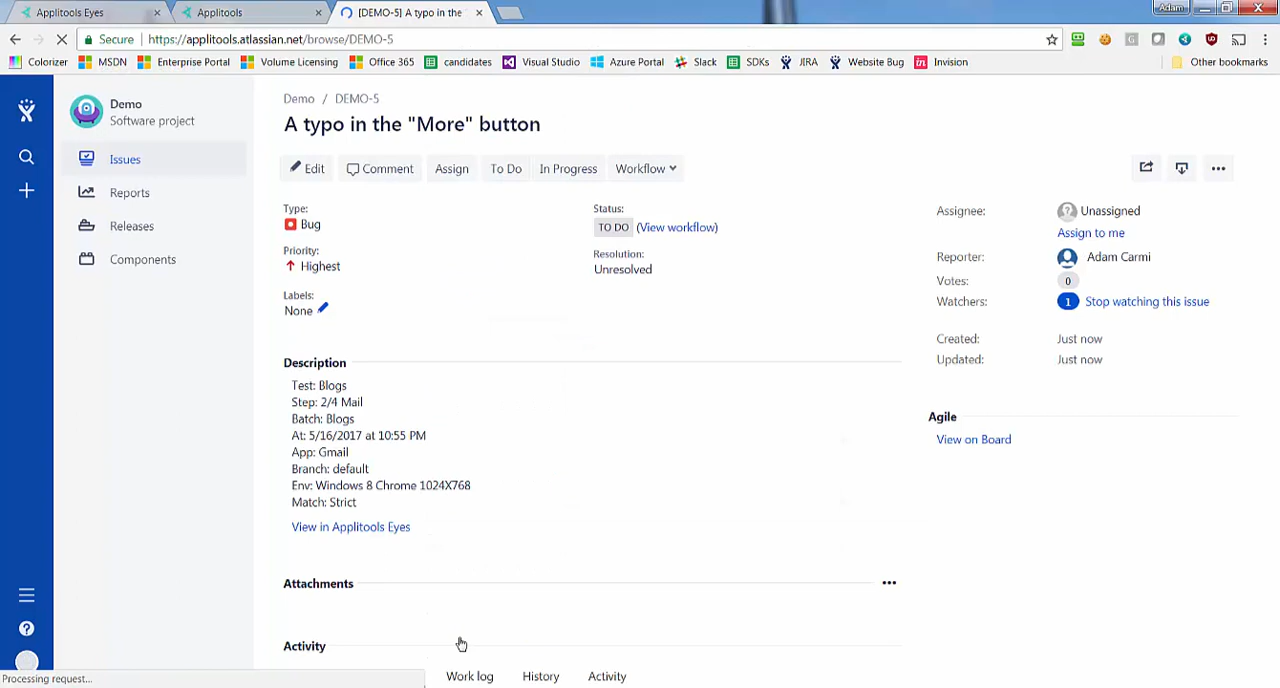 Applitools Eyes
Applitools
[DEMO-5] A typo in the
Adam
Secure
https://applitools.atlassian.net/browse/DEMO-5
Colorizer
MSDN
Enterprise Portal
Volume Licensing
Office 365
candidates
Visual Studio
Azure Portal
Slack
SDKs
JIRA
Website Bug
in
Invision
Other bookmarks
Demo
Software project
Issues
Reports
Releases
Components
Demo / DEMO-5
A typo in the "More" button
Edit
Comment
Assign
To Do
In Progress
Workflow
Type:
Bug
Priority:
Highest
Labels:
None
Status:
TO DO (View workflow)
Resolution:
Unresolved
Assignee:
Unassigned
Assign to me
Reporter:
Adam Carmi
Votes:
0
Watchers:
1 Stop watching this issue
Created:
Just now
Updated:
Just now
Description
Test: Blogs
Step: 2/4 Mail
Batch: Blogs
At: 5/16/2017 at 10:55 PM
App: Gmail
Branch: default
Env: Windows 8 Chrome 1024X768
Match: Strict
View in Applitools Eyes
Agile
View on Board
Attachments
Activity
Work log
History
Activity
Processing request...